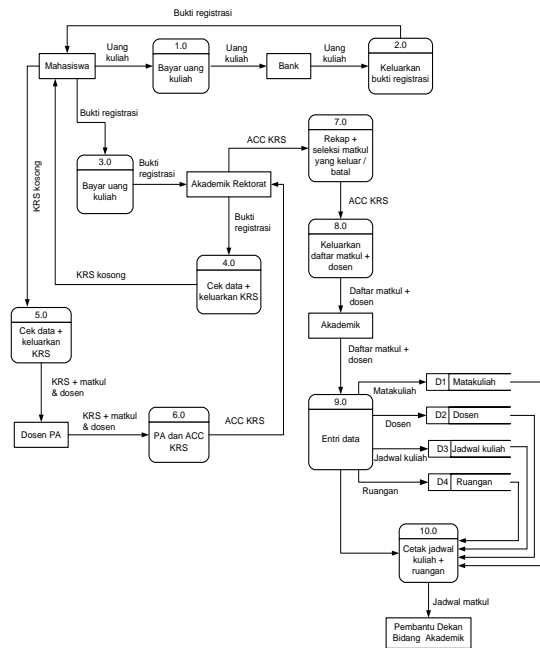 Bukti registrasi
1.0
2.0
Uang
kuliah
Uang
kuliah
Uang
kuliah
Mahasiswa
Bayar uang
kuliah
Bank
Keluarkan
bukti registrasi
Bukti registrasi
7.0
ACC KRS
Rekap +
seleksi matkul
yang keluar /
batal
3.0
Bukti
registrasi
Bayar uang
kuliah
Akademik Rektorat
KRS kosong
ACC KRS
Bukti
registrasi
8.0
Keluarkan
daftar matkul +
dosen
4.0
KRS kosong
Cek data +
keluarkan KRS
Daftar matkul +
dosen
5.0
Cek data +
keluarkan
KRS
Akademik
Daftar matkul +
dosen
KRS + matkul
& dosen
Matakuliah
D1 Matakuliah
9.0
6.0
KRS + matkul
& dosen
ACC KRS
Dosen
D2 Dosen
Dosen PA
PA dan ACC
KRS
Entri data
Jadwal kuliah
D3 Jadwal kuliah
Ruangan
D4 Ruangan
10.0
Cetak jadwal
kuliah +
ruangan
Jadwal matkul
Pembantu Dekan
Bidang Akademik